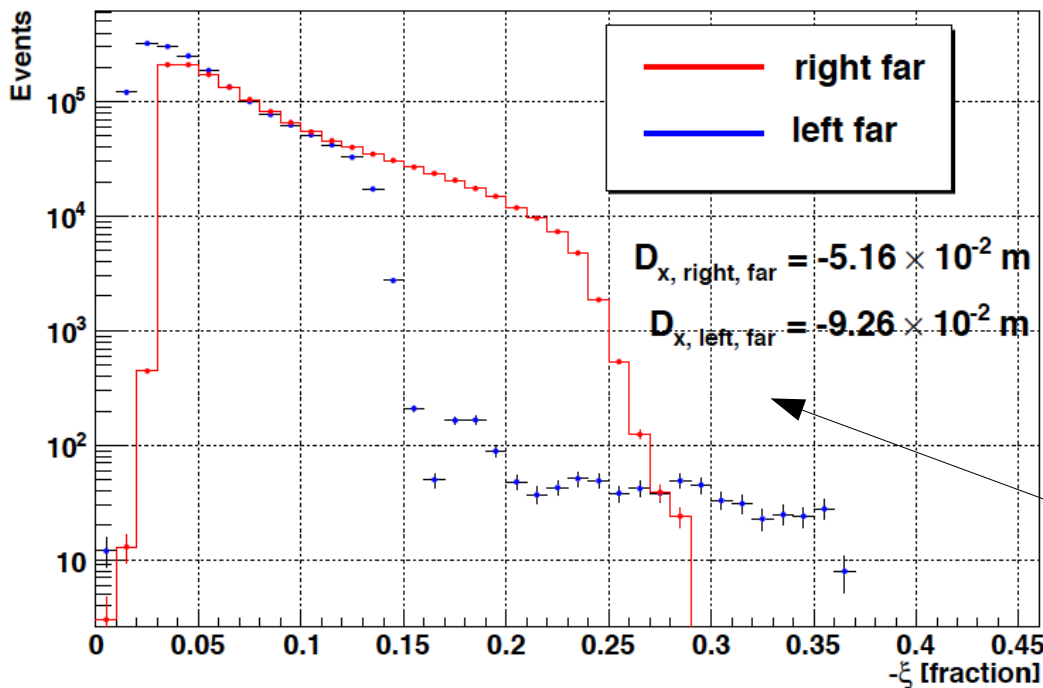 Events
10^5
10^4
10^3
10^2
10
right far
left far
D_x, right, far = -5.16 × 10^-2 m
D_x, left, far = -9.26 × 10^-2 m
0 0.05 0.1 0.15 0.2 0.25 0.3 0.35 0.4 0.45
-ξ [fraction]